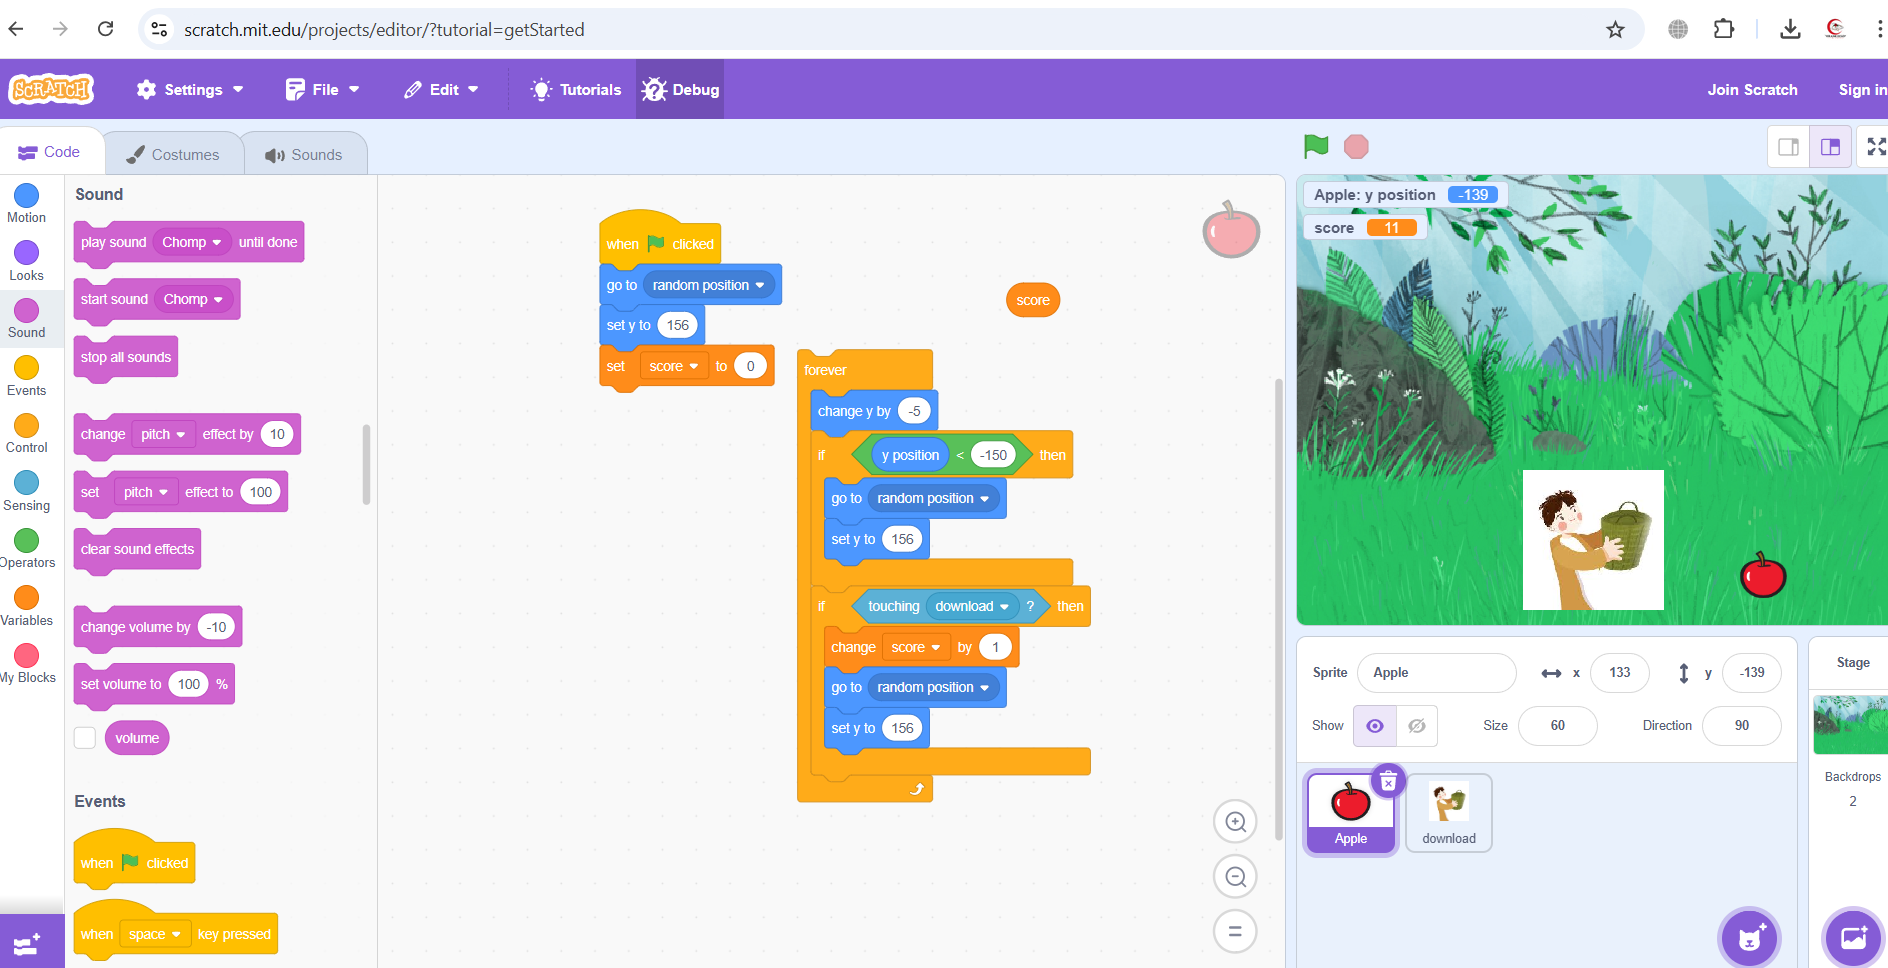 scratch.mit.edu/projects/editor/?tutorial=getStarted
SCRATCH Settings File Edit Tutorials Debug Join Scratch Sign in
Code Costumes Sounds
Motion
Looks
Sound
Events
Control
Sensing
Operators
Variables
My Blocks
Sound
play sound Chomp until done
start sound Chomp
stop all sounds
change pitch effect by 10
set pitch effect to 100
clear sound effects
change volume by -10
set volume to 100 %
volume
Events
when clicked
when space key pressed
when clicked
go to random position
set y to 156
set score to 0
score
forever
change y by -5
if y position < -150 then
go to random position
set y to 156
if touching download ? then
change score by 1
go to random position
set y to 156
Apple: y position -139
score 11
Sprite Apple x 133 y -139
Show Size 60 Direction 90
Apple
download
Stage
Backdrops
2